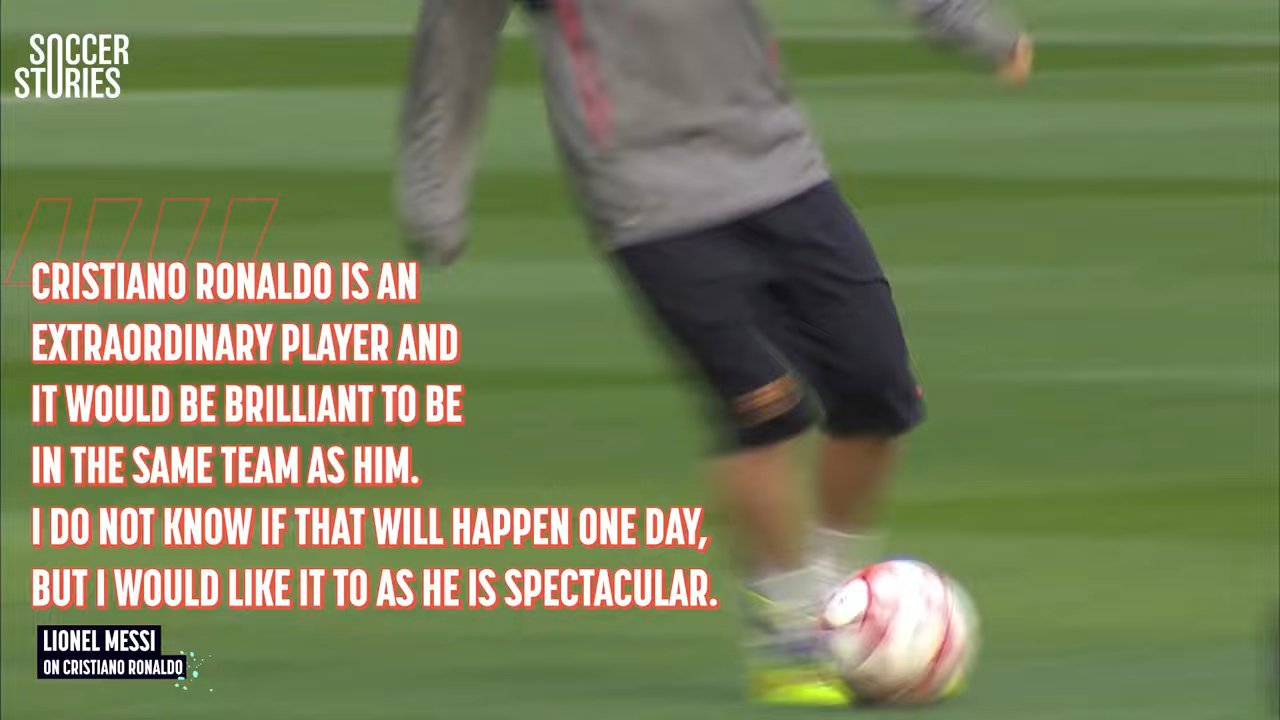 SOCCER
STORIES
CRISTIANO RONALDO IS AN
EXTRAORDINARY PLAYER AND
IT WOULD BE BRILLIANT TO BE
IN THE SAME TEAM AS HIM.
I DO NOT KNOW IF THAT WILL HAPPEN ONE DAY,
BUT I WOULD LIKE IT TO AS HE IS SPECTACULAR.
LIONEL MESSI
ON CRISTIANO RONALDO